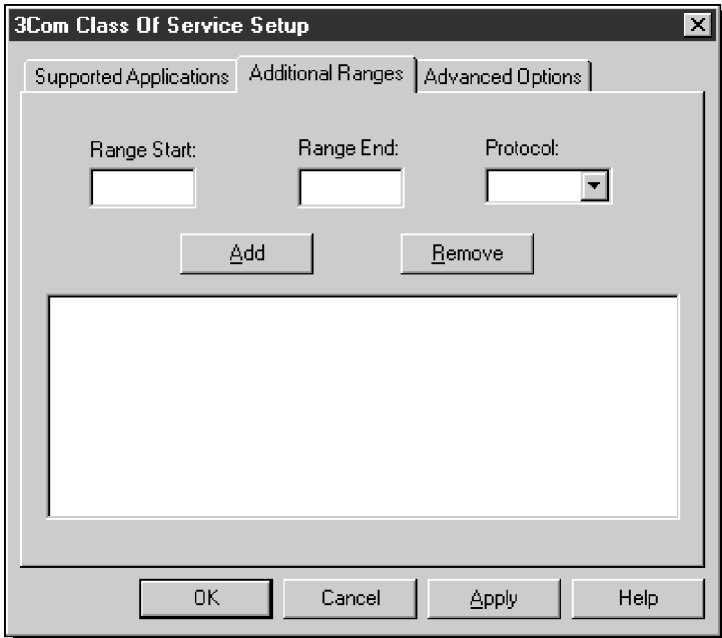 3Com Class Of Service Setup
Supported Applications Additional Ranges Advanced Options
Range Start: Range End: Protocol:
Add Remove
OK Cancel Apply Help